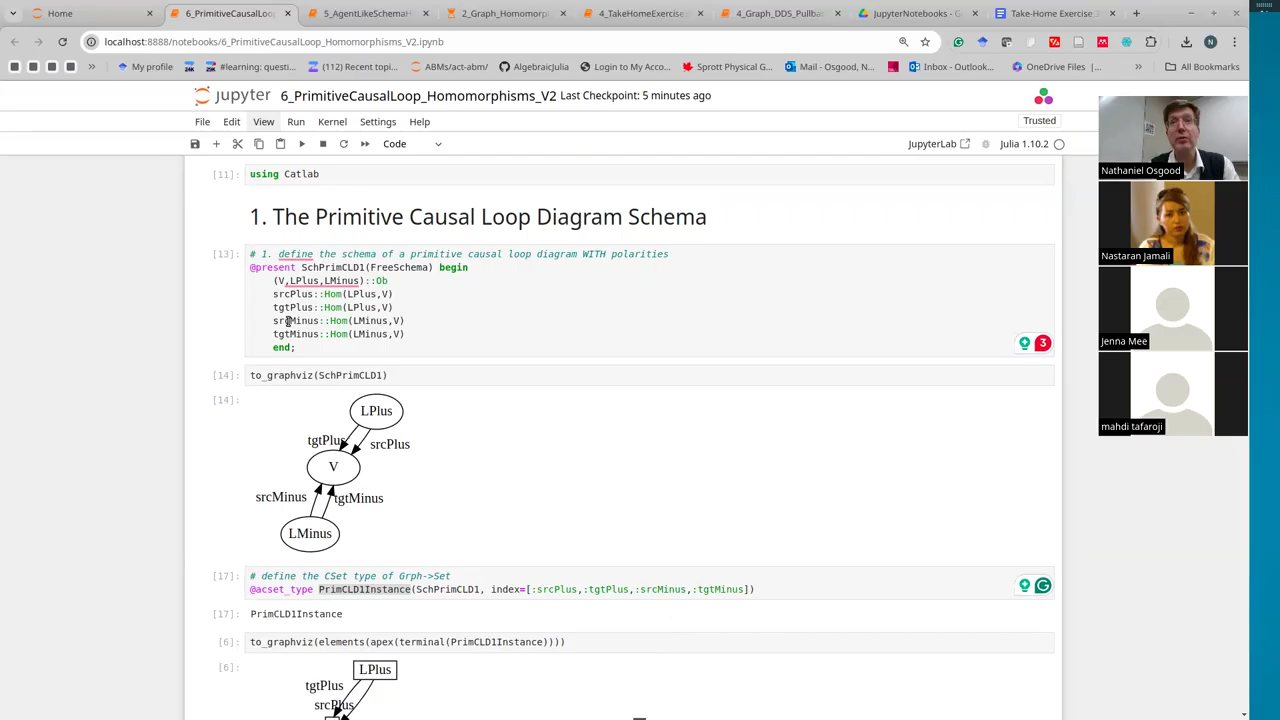 Home
6_PrimitiveCausalLoop
5_AgentLikeSchema
2_Graph_Homomorp
4_TakeHomeExercise
4_Graph_DDS_Pullba
JupyterNotebooks - G
Take-Home Exercise
localhost:8888/notebooks/6_PrimitiveCausalLoop_Homomorphisms_V2.ipynb
My profile
#learning: questi...
(112) Recent topic...
ABMs/act-abm/
AlgebraicJulia
Login to MyCarta
Sprott Physical G...
Mail - Osgood, N...
Inbox - Outlook...
OneDrive Files,
All Bookmarks
jupyter 6_PrimitiveCausalLoop_Homomorphisms_V2 Last Checkpoint: 5 minutes ago
File Edit View Run Kernel Settings Help
Trusted
Code
JupyterLab
Julia 1.10.2
[11]: using Catlab
1. The Primitive Causal Loop Diagram Schema
[13]: # 1. define the schema of a primitive causal loop diagram WITH polarities
@present SchPrimCLD1(FreeSchema) begin
(V,LPlus,LMinus)::Ob
srcPlus::Hom(LPlus,V)
tgtPlus::Hom(LPlus,V)
srcMinus::Hom(LMinus,V)
tgtMinus::Hom(LMinus,V)
end;
3
[14]: to_graphviz(SchPrimCLD1)
[14]:
LPlus
tgtPlus
srcPlus
V
srcMinus
tgtMinus
LMinus
[17]: # define the CSet type of Grph->Set
@acset_type PrimCLD1Instance(SchPrimCLD1, index=[:srcPlus,:tgtPlus,:srcMinus,:tgtMinus])
[17]: PrimCLD1Instance
[6]: to_graphviz(elements(apex(terminal(PrimCLD1Instance))))
[6]:
LPlus
tgtPlus
srcPlus
Nathaniel Osgood
Nastaran Jamali
Jenna Mee
mahdi tafaroji